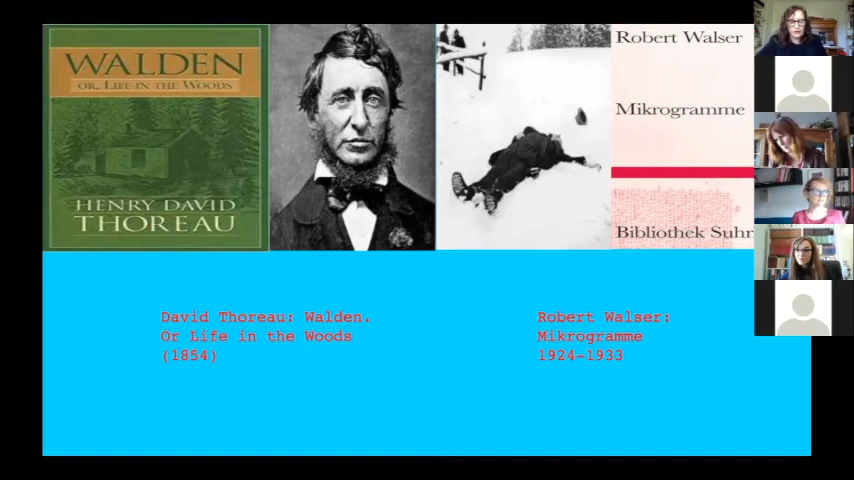 WALDEN
OR, LIFE IN THE WOODS
HENRY DAVID
THOREAU
Robert Walser
Mikrogramme
Bibliothek Suhr
David Thoreau: Walden.
Or Life in the Woods
(1854)
Robert Walser:
Mikrogramme
1924-1933